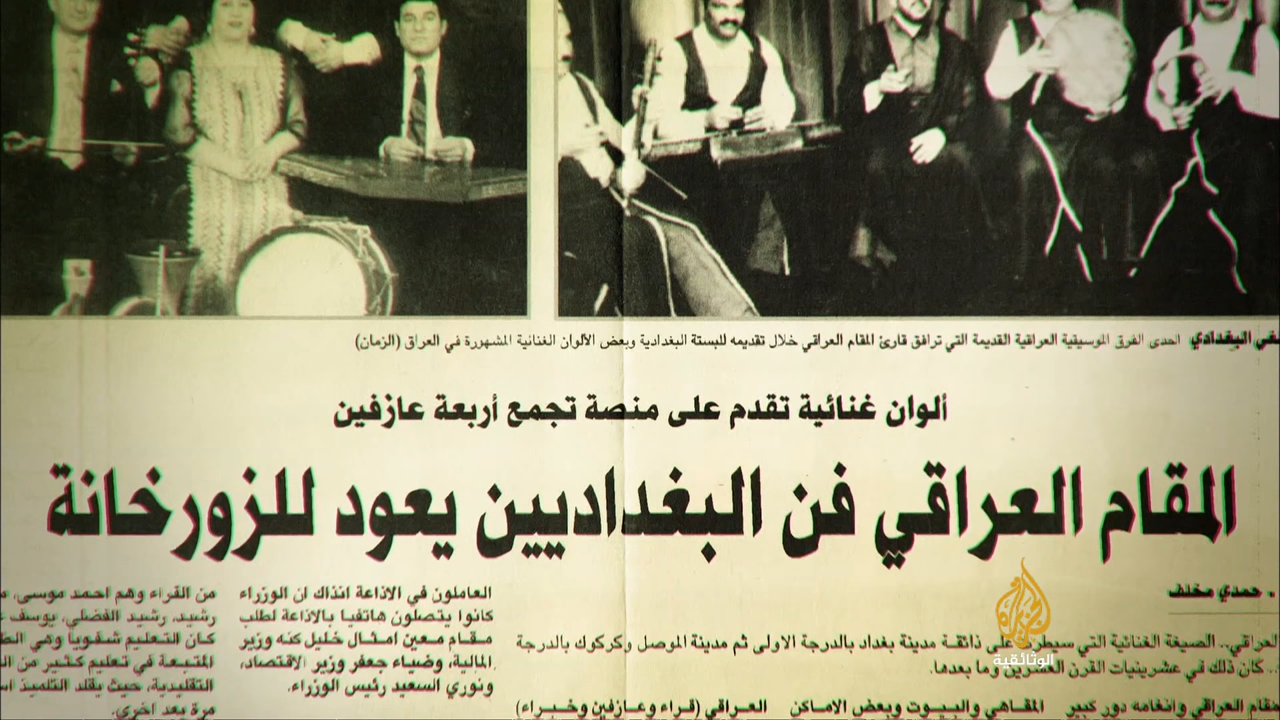 البغدادي احدى الفرق الموسيقية العراقية القديمة التي ترافق قارئ المقام العراقي خلال تقديمه للبستة البغدادية وبعض الألوان الغنائية المشهورة في العراق (الزمان)
ألوان غنائية تقدم على منصة تجمع أربعة عازفين
المقام العراقي فن البغداديين يعود للزورخانة
حمدي مخلف
العراقي.. الصيغة الغنائية التي على ذائقة مدينة بغداد بالدرجة الاولى ثم مدينة الموصل وكركوك بالدرجة
.. كان ذلك في عشرينيات القرن العشرين وما بعدها.
العراقي وانغامه دور كبير
المقاهي والبيوت وبعض الاماكن
العراقي (قراء وعازفين وخبراء)
العاملون في الاذاعة انذاك ان الوزراء
كانوا يتصلون هاتفيا بالاذاعة لطلب
مقام معين امثال خليل كنه وزير
المالية، وضياء جعفر وزير الاقتصاد،
ونوري السعيد رئيس الوزراء.
من القراء وهم احمد موسى،
رشيد، رشيد الفضلي، يوسف
كان التعليم شفويا وهي
المتبعة في تعليم كثير من
التقليدية، حيث يقلد التلميذ
مرة بعد اخرى.
الجزيرة
الوثائقية